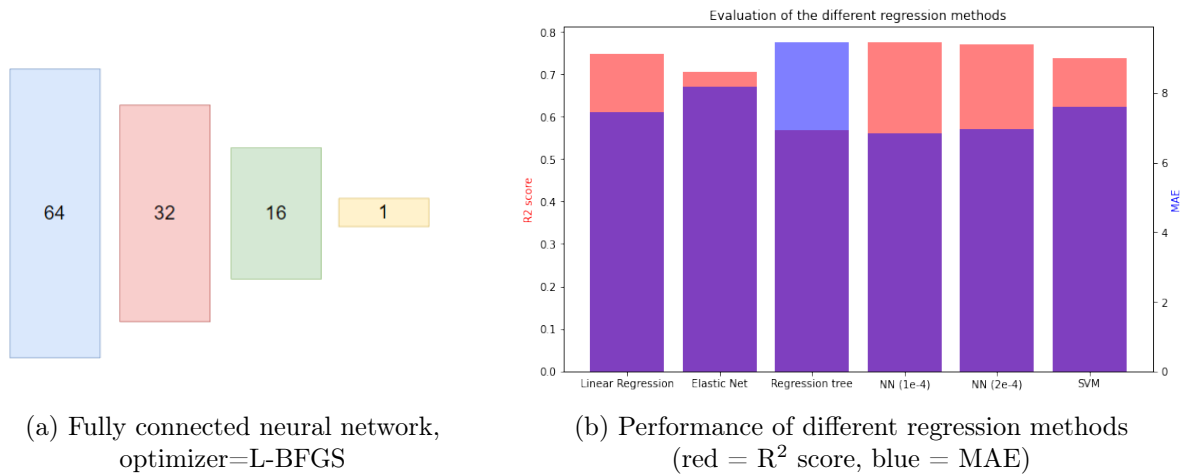 64
32
16
1
(a) Fully connected neural network,
optimizer=L-BFGS
Evaluation of the different regression methods
R2 score
0.8
0.7
0.6
0.5
0.4
0.3
0.2
0.1
0.0
MAE
8
6
4
2
0
Linear Regression
Elastic Net
Regression tree
NN (1e-4)
NN (2e-4)
SVM
(b) Performance of different regression methods
(red = R² score, blue = MAE)